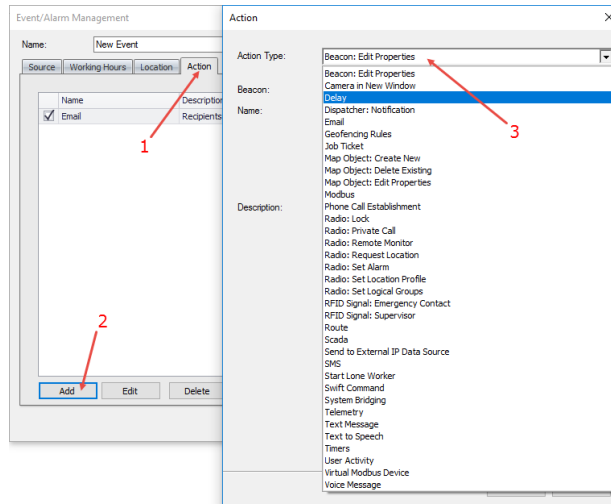 Event/Alarm Management
Name: New Event
Source Working Hours Location Action
Name Description
Email Recipients
1
2
Add Edit Delete
Action
Action Type: Beacon: Edit Properties
Beacon:
Name:
Description:
Beacon: Edit Properties
Camera in New Window
Delay
Dispatcher: Notification
Email
Geofencing Rules
Job Ticket
Map Object: Create New
Map Object: Delete Existing
Map Object: Edit Properties
Modbus
Phone Call Establishment
Radio: Lock
Radio: Private Call
Radio: Remote Monitor
Radio: Request Location
Radio: Set Alarm
Radio: Set Location Profile
Radio: Set Logical Groups
RFID Signal: Emergency Contact
RFID Signal: Supervisor
Route
Scada
Send to External IP Data Source
SMS
Start Lone Worker
Swift Command
System Bridging
Telemetry
Text Message
Text to Speech
Timers
User Activity
Virtual Modbus Device
Voice Message
3